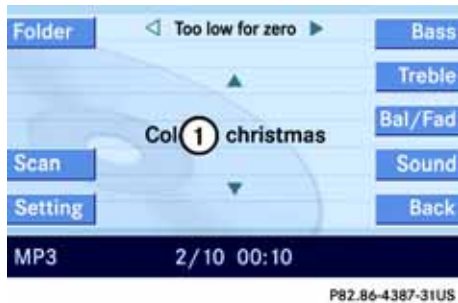 Folder
Too low for zero
Bass
Treble
Col 1 christmas
Bal/Fad
Scan
Sound
Setting
Back
MP3 2/10 00:10
P82.86-4387-31US